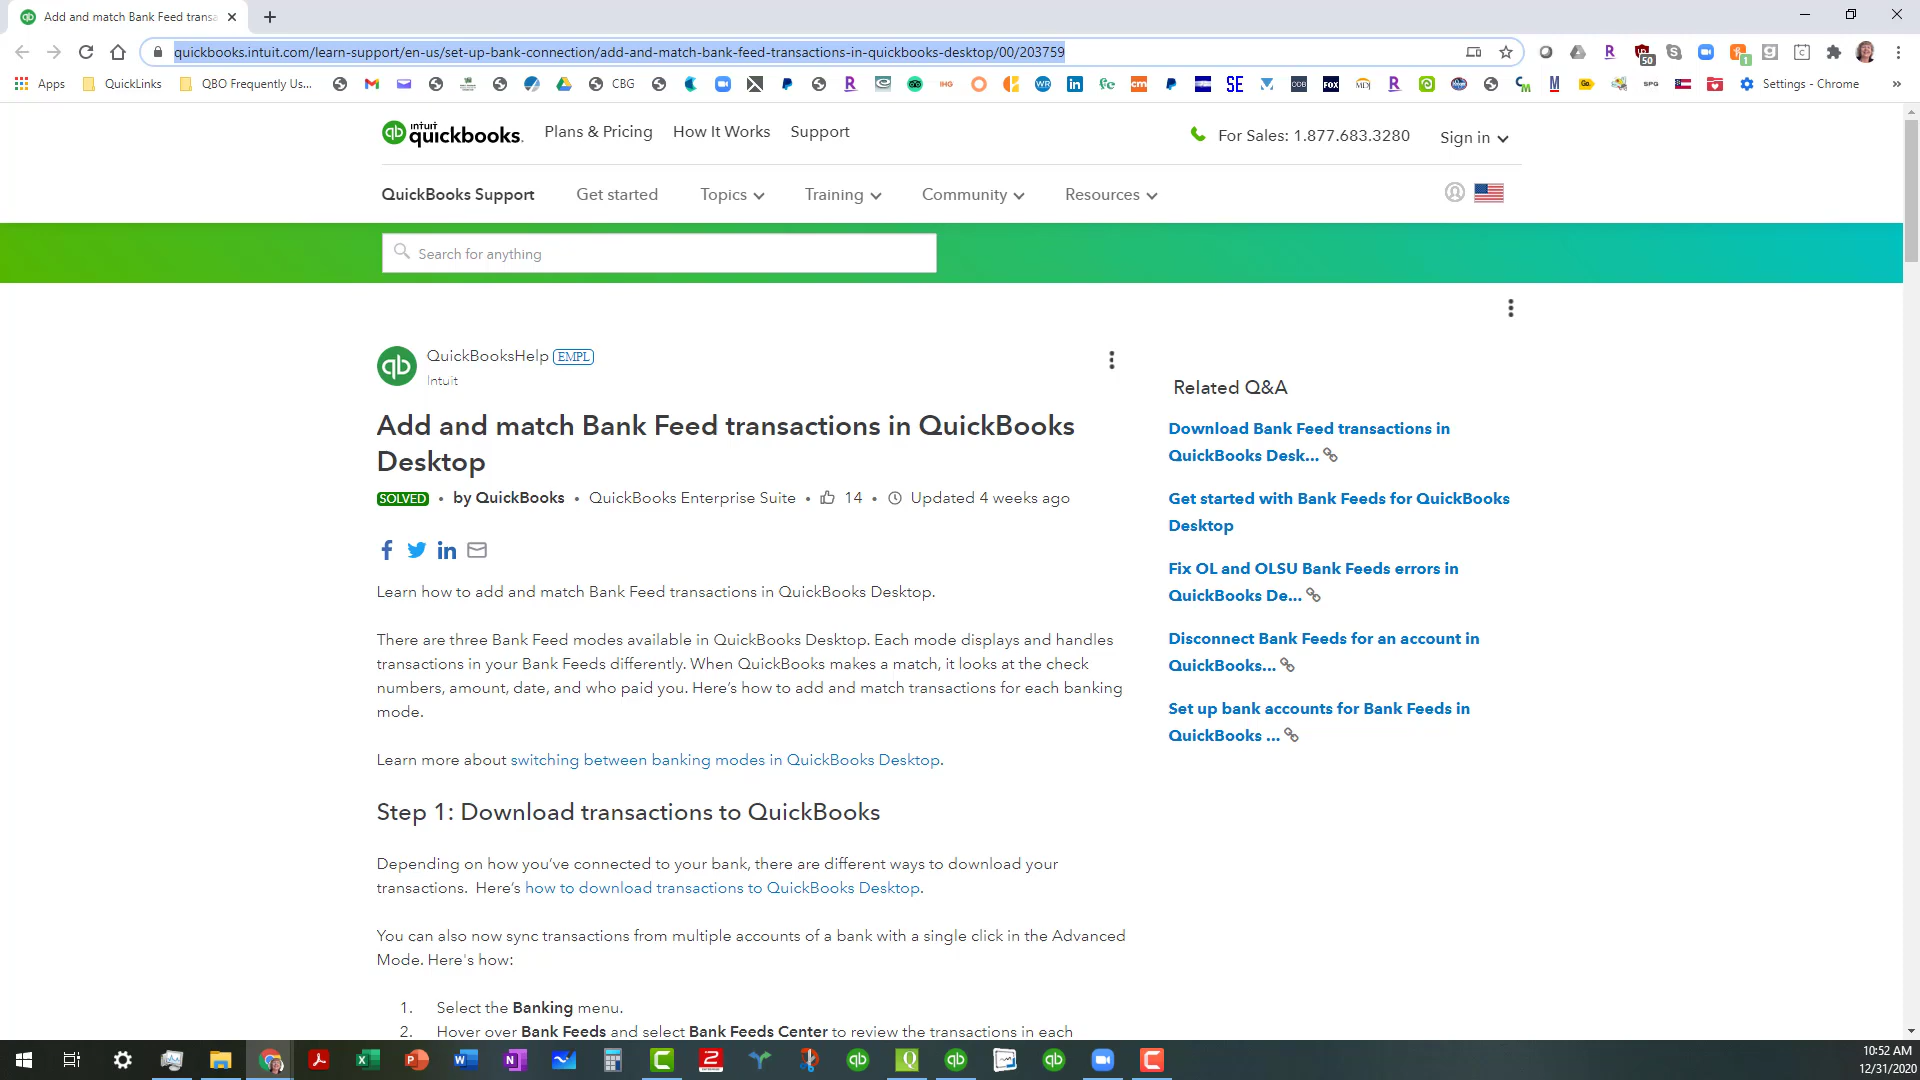 Add and match Bank Feed transa
quickbooks.intuit.com/learn-support/en-us/set-up-bank-connection/add-and-match-bank-feed-transactions-in-quickbooks-desktop/00/203759
50
1
Apps
QuickLinks
QBO Frequently Us...
CBG
Settings - Chrome
»
intuit
quickbooks.
Plans & Pricing
How It Works
Support
For Sales: 1.877.683.3280
Sign in
QuickBooks Support
Get started
Topics
Training
Community
Resources
Search for anything
QuickBooksHelp EMPL
Intuit
Add and match Bank Feed transactions in QuickBooks
Desktop
SOLVED • by QuickBooks • QuickBooks Enterprise Suite • 14 • Updated 4 weeks ago
Learn how to add and match Bank Feed transactions in QuickBooks Desktop.
There are three Bank Feed modes available in QuickBooks Desktop. Each mode displays and handles
transactions in your Bank Feeds differently. When QuickBooks makes a match, it looks at the check
numbers, amount, date, and who paid you. Here’s how to add and match transactions for each banking
mode.
Learn more about switching between banking modes in QuickBooks Desktop.
Step 1: Download transactions to QuickBooks
Depending on how you’ve connected to your bank, there are different ways to download your
transactions.  Here’s how to download transactions to QuickBooks Desktop.
You can also now sync transactions from multiple accounts of a bank with a single click in the Advanced
Mode. Here's how:
1. Select the Banking menu.
2. Hover over Bank Feeds and select Bank Feeds Center to review the transactions in each
Related Q&A
Download Bank Feed transactions in
QuickBooks Desk...
Get started with Bank Feeds for QuickBooks
Desktop
Fix OL and OLSU Bank Feeds errors in
QuickBooks De...
Disconnect Bank Feeds for an account in
QuickBooks...
Set up bank accounts for Bank Feeds in
QuickBooks ...
10:52 AM
12/31/2020